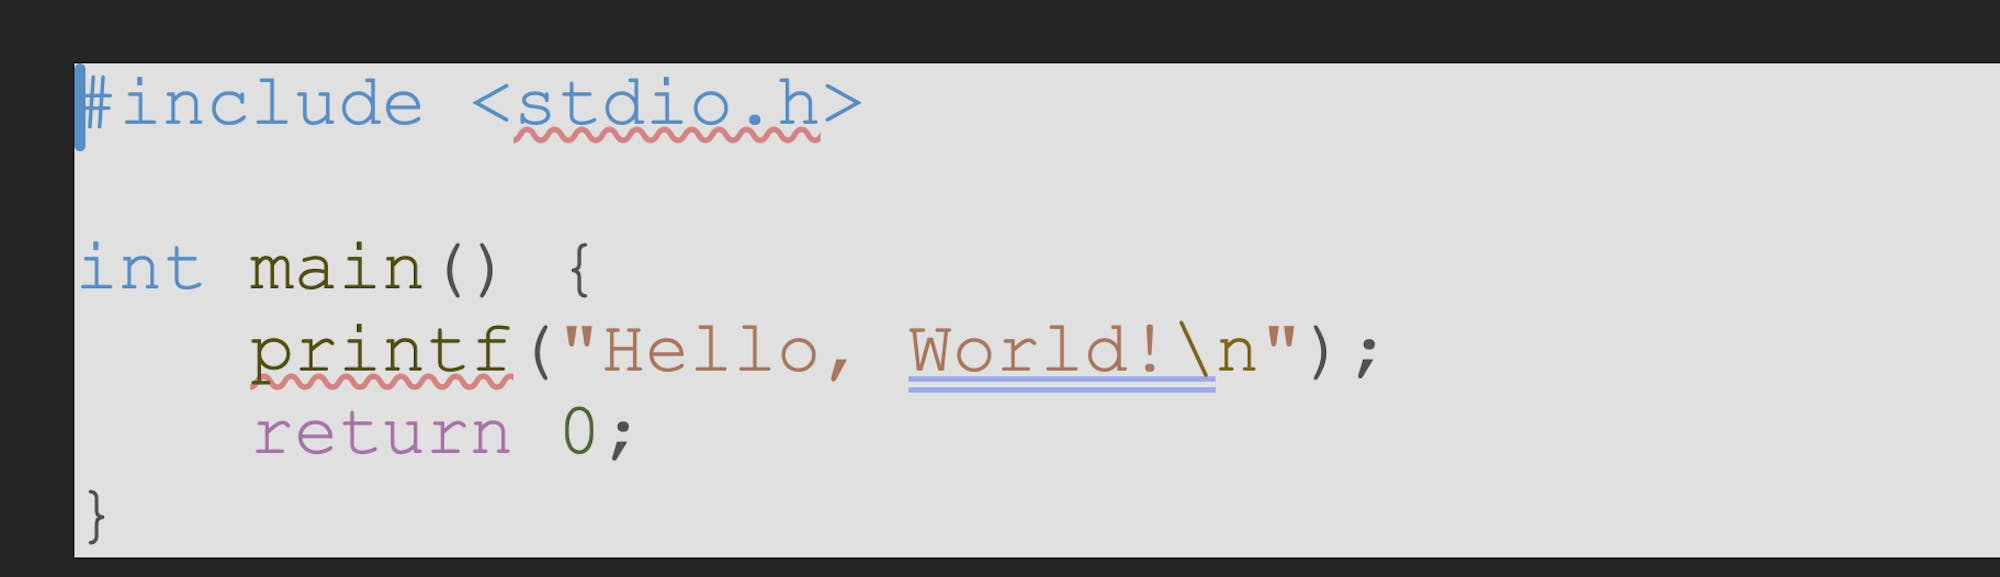 #include <stdio.h>

int main() {
    printf("Hello, World!\n");
    return 0;
}